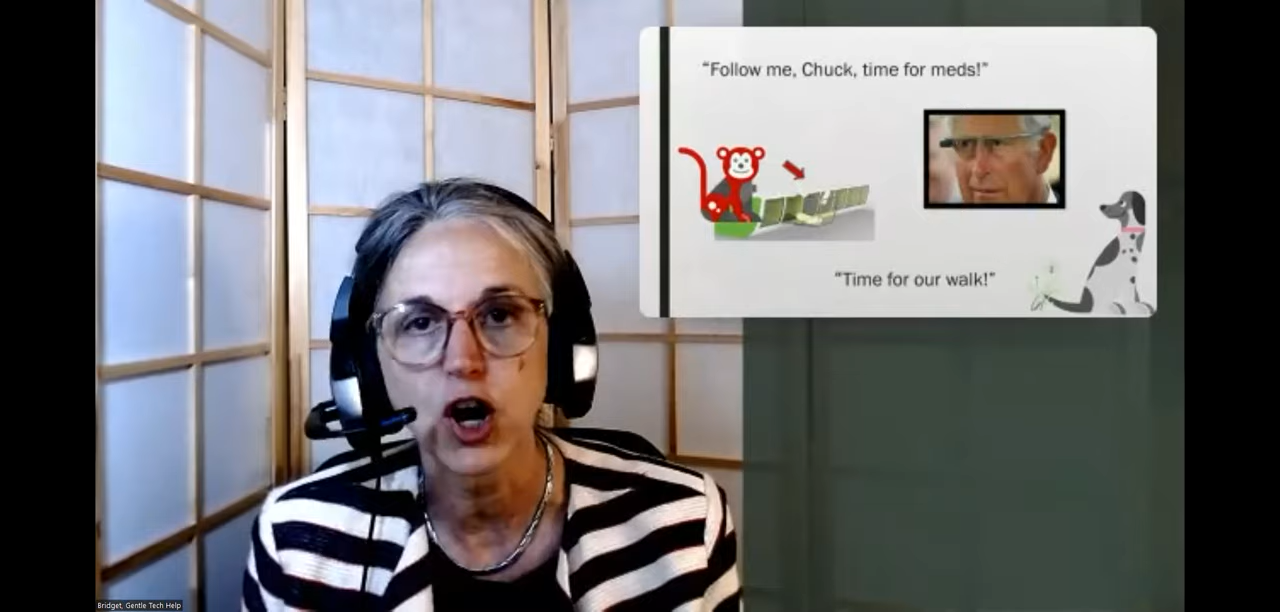 “Follow me, Chuck, time for meds!”
“Time for our walk!”
Bridget, Gentle Tech Help